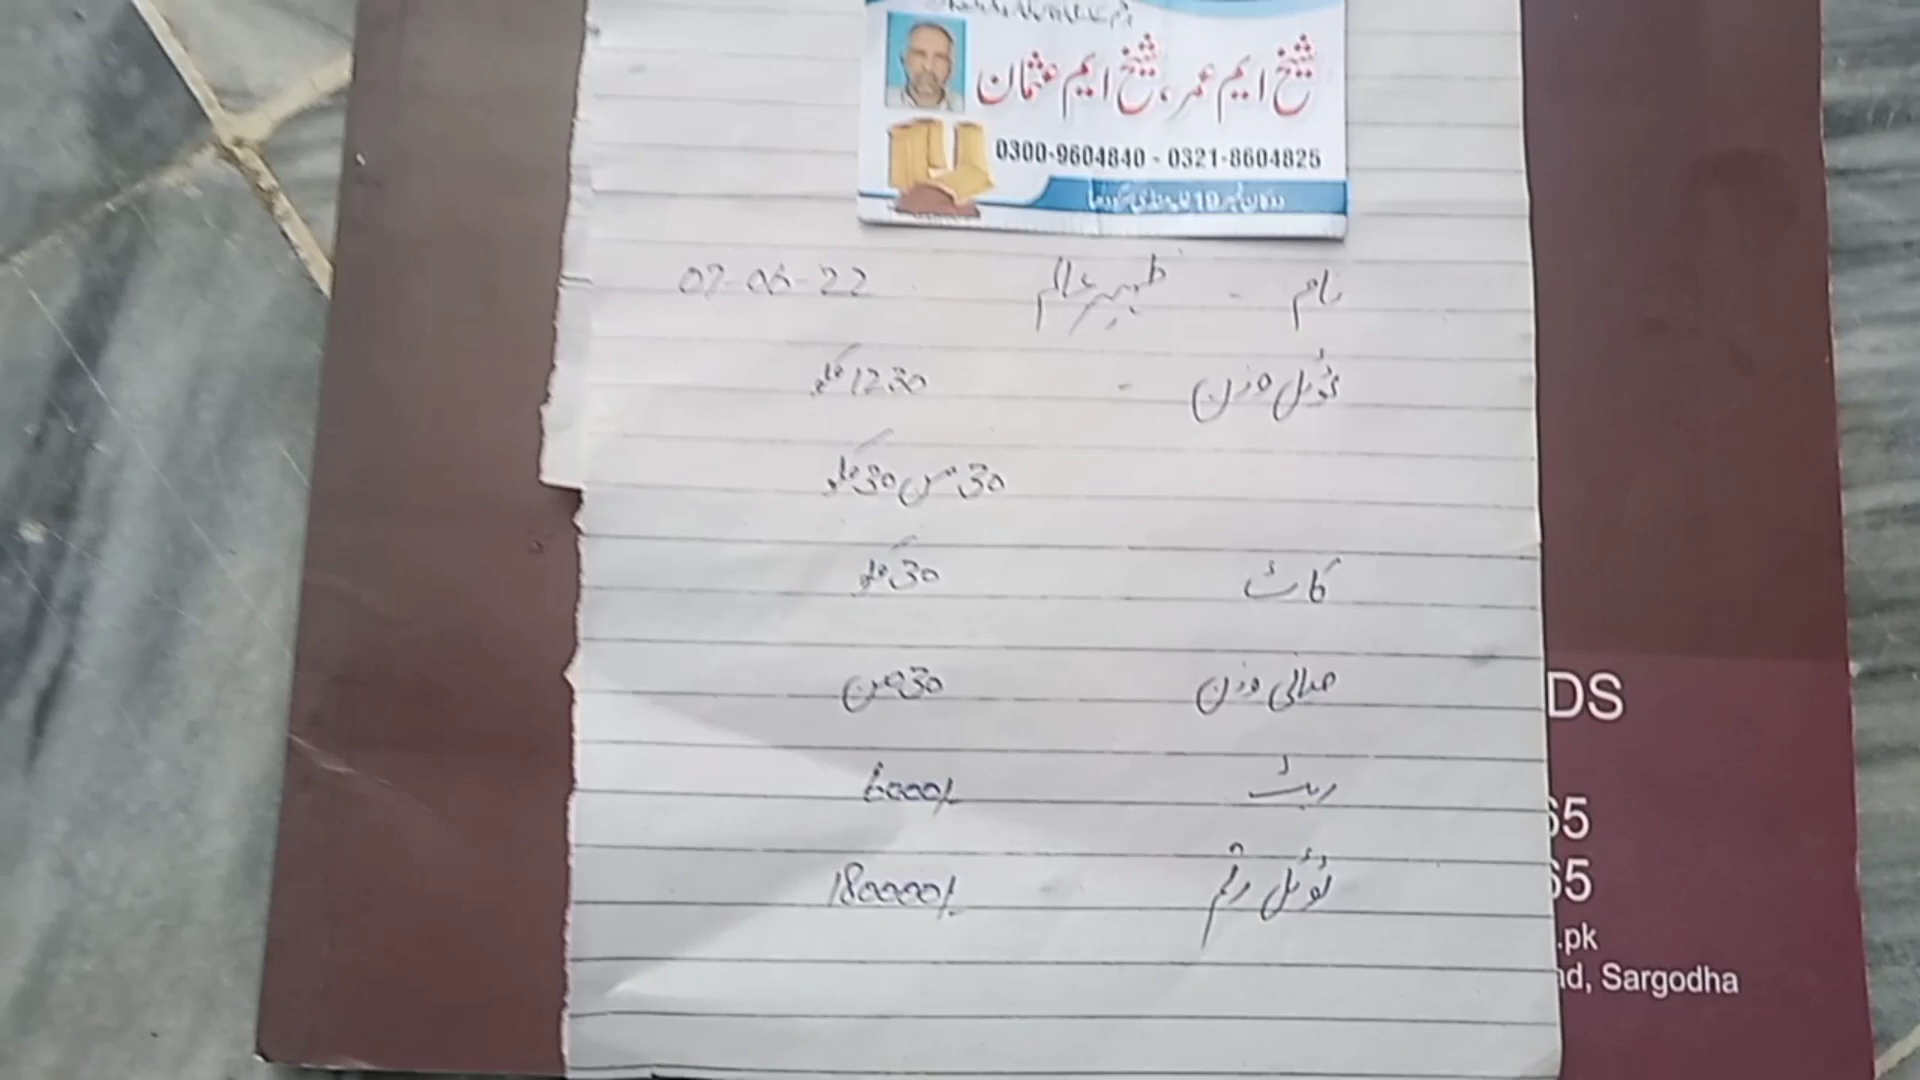 شیخ ایم عمر، شیخ ایم عثمان
0300-9604840 - 0321-8604825
نام - ظہیر عالم 07-06-22
ٹوٹل وزن - 1230 کلو
30 من 30 کلو
کاٹ 30 کلو
صافی وزن 30 من
ریٹ 6000/-
ٹوٹل رقم 180000/-
DS
65
65
.pk
ad, Sargodha